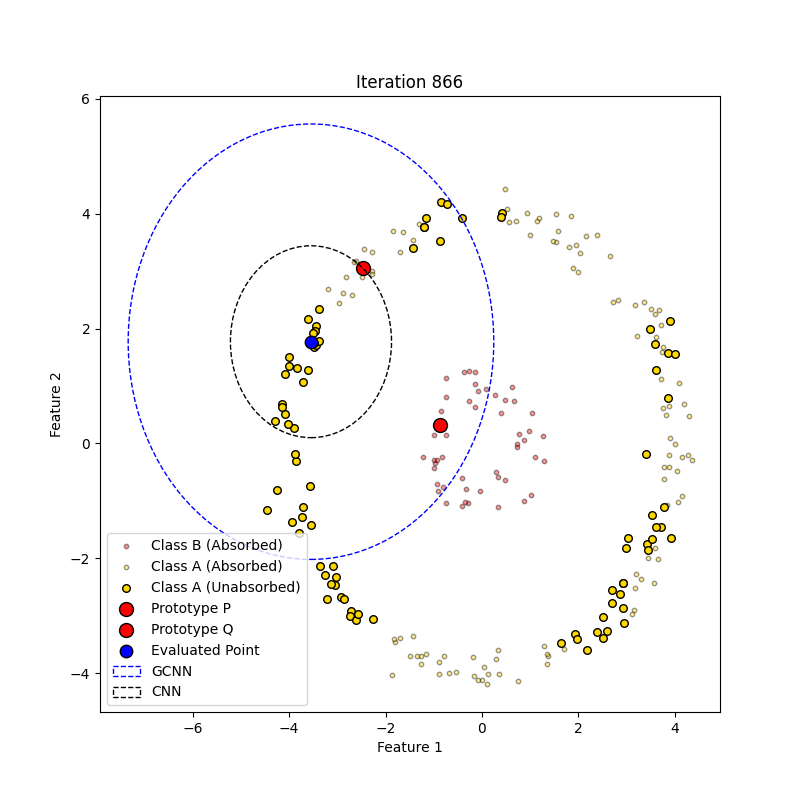 Iteration 866
6
4
2
0
−2
−4
Feature 2
Class B (Absorbed)
Class A (Absorbed)
Class A (Unabsorbed)
Prototype P
Prototype Q
Evaluated Point
GCNN
CNN
−6
−4
−2
0
2
4
Feature 1